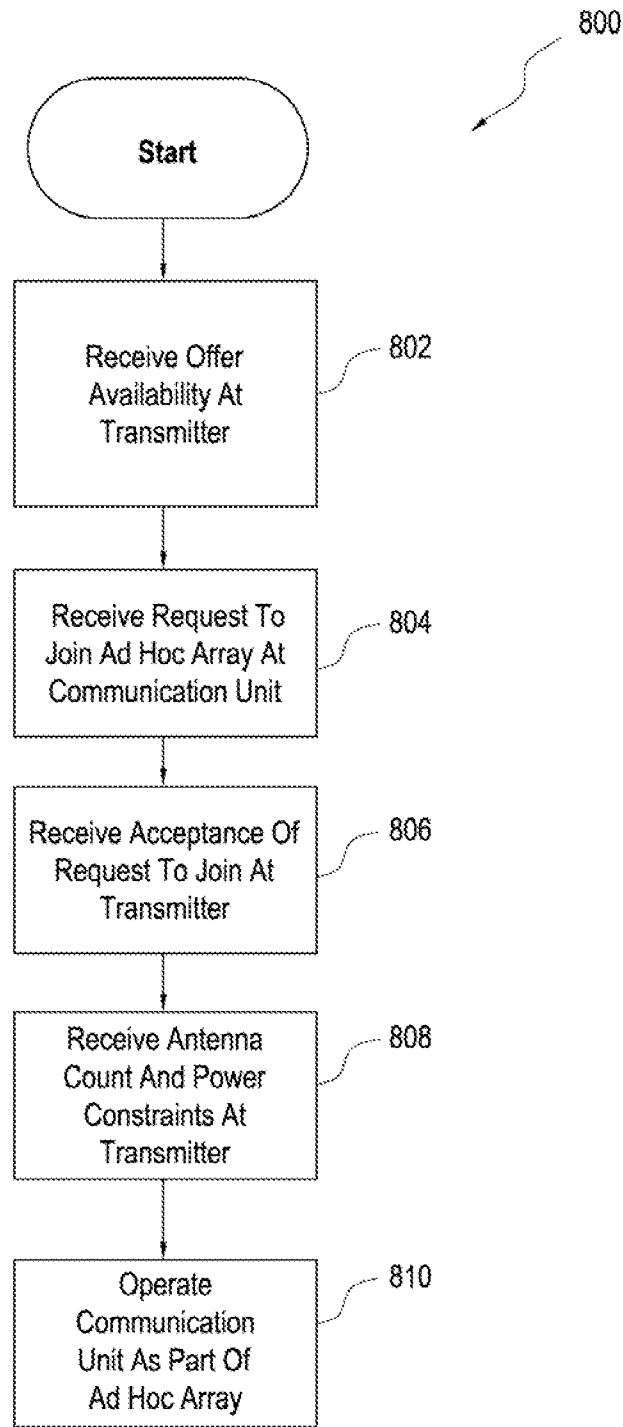 800
Start
Receive Offer
Availability At
Transmitter
802
Receive Request To
Join Ad Hoc Array At
Communication Unit
804
Receive Acceptance Of
Request To Join At
Transmitter
806
Receive Antenna
Count And Power
Constraints At
Transmitter
808
Operate
Communication
Unit As Part Of
Ad Hoc Array
810